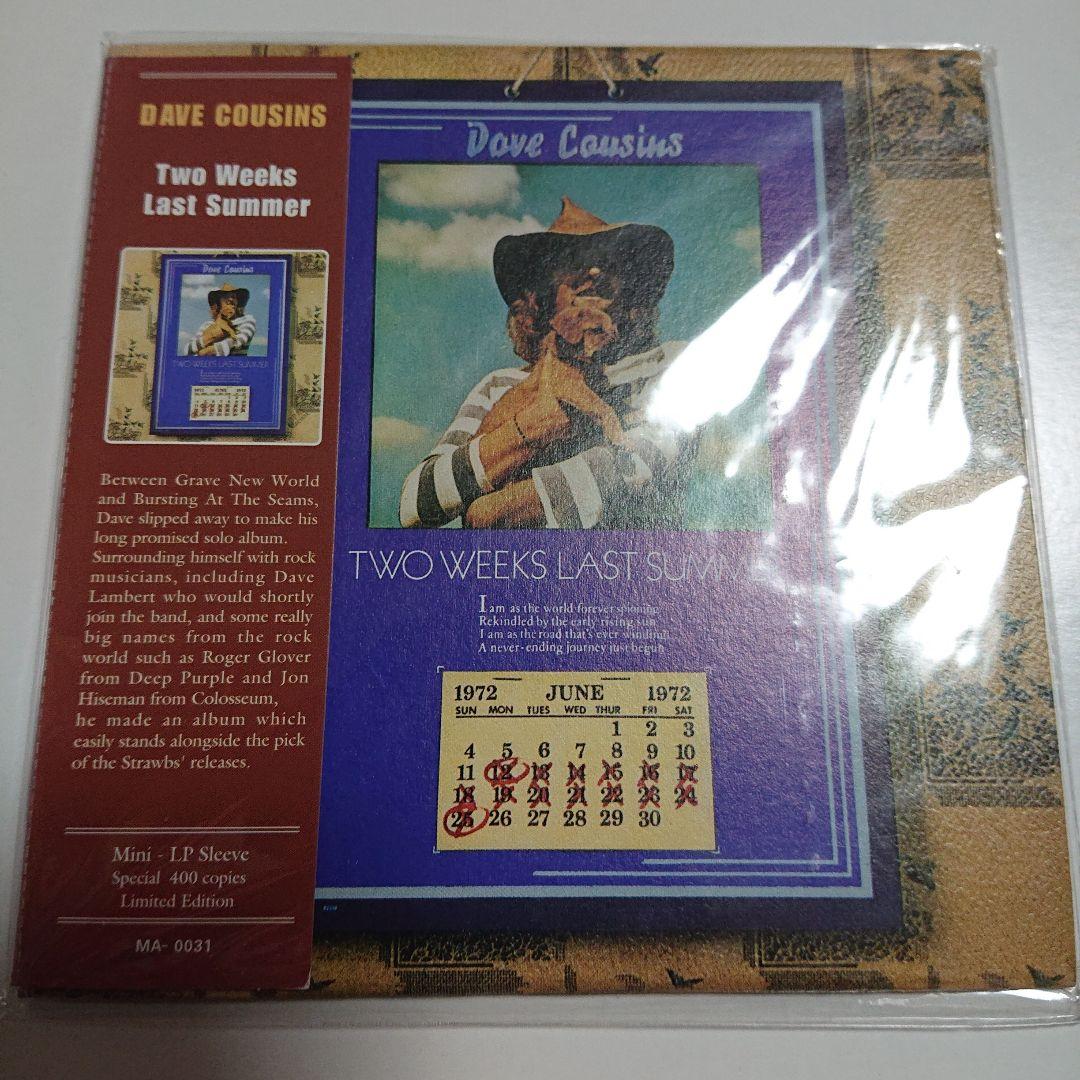 DAVE COUSINS
Two Weeks
Last Summer
Dave Cousins
TWO WEEKS LAST SUMMER
Between Grave New World
and Bursting At The Seams,
Dave slipped away to make his
long promised solo album.
Surrounding himself with rock
musicians, including Dave
Lambert who would shortly
join the band, and some really
big names from the rock
world such as Roger Glover
from Deep Purple and Jon
Hiseman from Colosseum,
he made an album which
easily stands alongside the pick
of the Strawbs' releases.
Mini - LP Sleeve
Special 400 copies
Limited Edition
MA- 0031
Dave Cousins
TWO WEEKS LAST SUMM
I am as the world forever spinning
Rekindled by the early rising sun
I am as the road that's ever winding
A never-ending journey just begun
1972 JUNE 1972
SUN MON TUES WED THUR FRI SAT
1 2 3
4 5 6 7 8 9 10
11 12 13 14 15 16 17
18 19 20 21 22 23 24
25 26 27 28 29 30